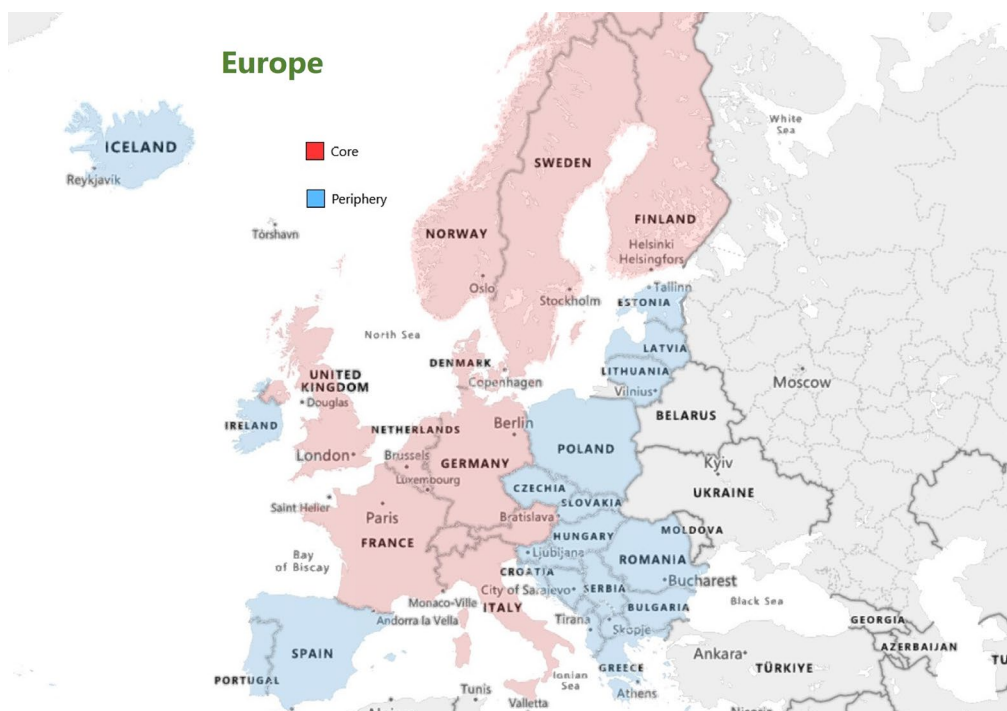 Europe
Core
Periphery
ICELAND
Reykjavík
Tórshavn
White
Sea
SWEDEN
NORWAY
FINLAND
Helsinki
Helsingfors
Oslo
Stockholm
Tallinn
ESTONIA
North Sea
LATVIA
DENMARK
LITHUANIA
Copenhagen
Vilnius
Moscow
UNITED
KINGDOM
Douglas
IRELAND
NETHERLANDS
Berlin
BELARUS
London
Brussels
GERMANY
POLAND
Luxembourg
Kyiv
CZECHIA
UKRAINE
SLOVAKIA
Saint Helier
Paris
Bratislava
FRANCE
HUNGARY
MOLDOVA
Bay
of Biscay
Ljubljana
ROMANIA
CROATIA
Bucharest
City of Sarajevo
SERBIA
Monaco-Ville
ITALY
BULGARIA
Black Sea
Andorra la Vella
Tirana
Skopje
GEORGIA
SPAIN
Ankara
AZERBAIJAN
GREECE
TÜRKIYE
PORTUGAL
Ionian
Sea
Athens
Tunis
Valletta